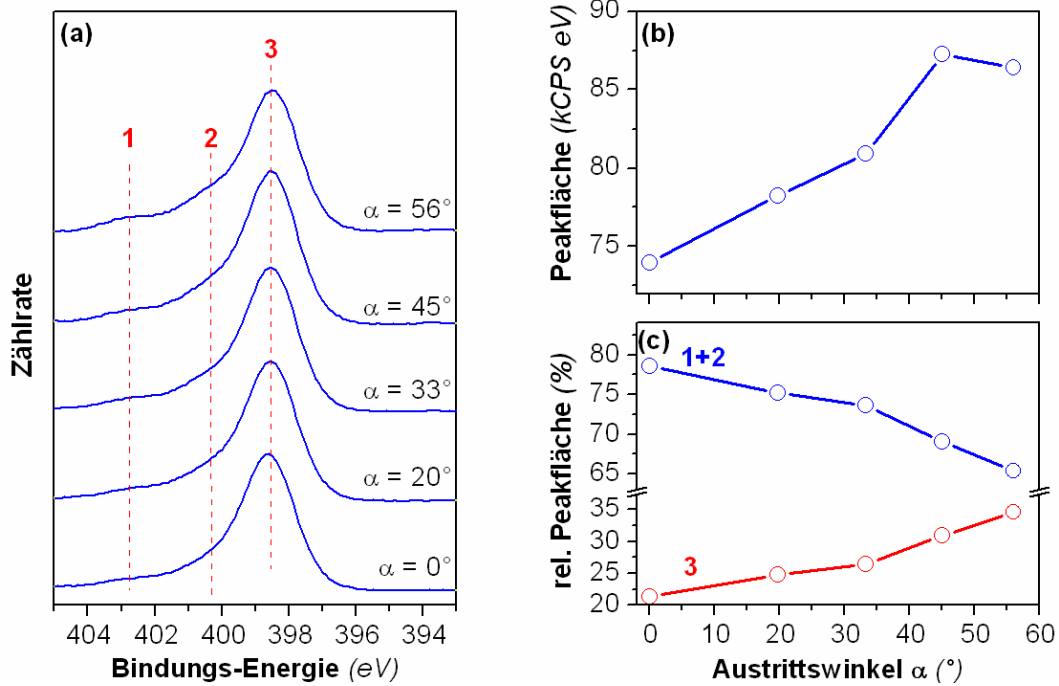 (a)
1
2
3
α = 56°
α = 45°
α = 33°
α = 20°
α = 0°
Zählrate
404 402 400 398 396 394
Bindungs-Energie (eV)
(b)
90
85
80
75
Peakfläche (kCPS eV)
(c)
1+2
3
80
75
70
65
35
30
25
20
rel. Peakfläche (%)
0 10 20 30 40 50 60
Austrittswinkel α (°)